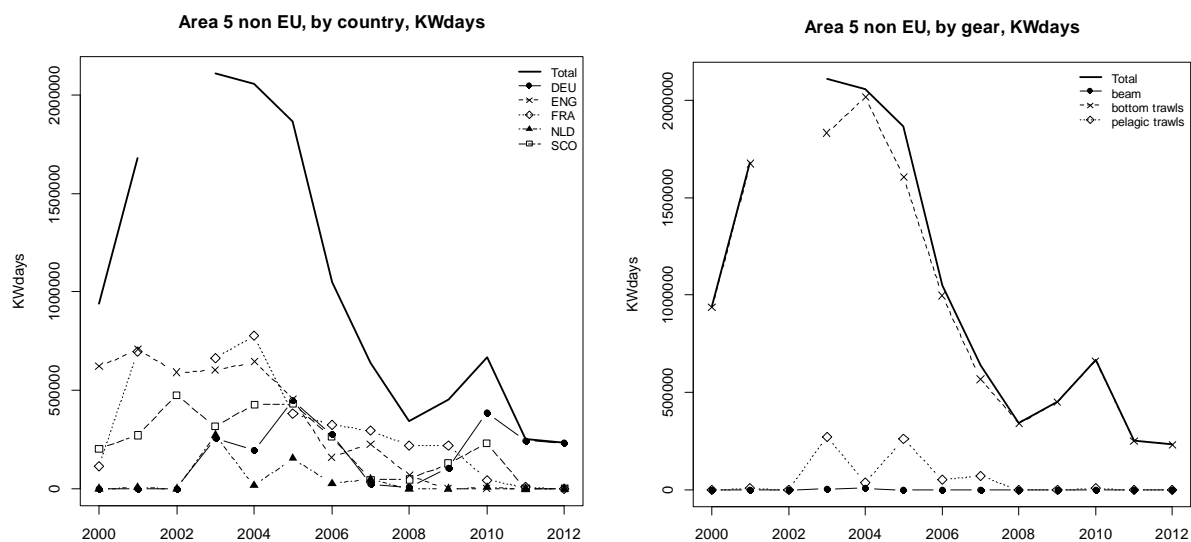 Area 5 non EU, by country, KWdays
KWdays
2000000
1500000
1000000
500000
0
Total
DEU
ENG
FRA
NLD
SCO
2000 2002 2004 2006 2008 2010 2012
Area 5 non EU, by gear, KWdays
KWdays
2000000
1500000
1000000
500000
0
Total
beam
bottom trawls
pelagic trawls
2000 2002 2004 2006 2008 2010 2012